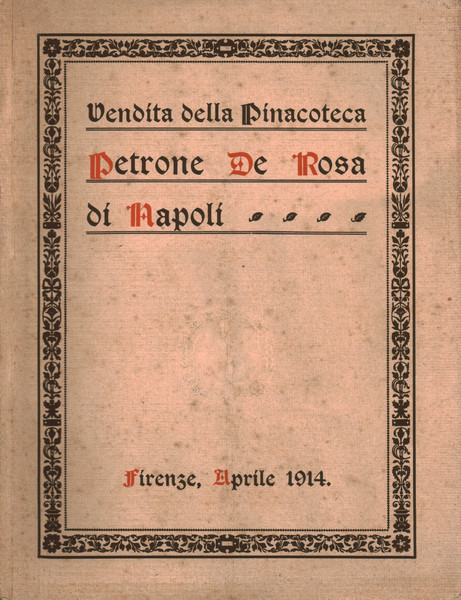 Vendita della Pinacoteca
Petrone De Rosa
di Napoli
Firenze, Aprile 1914.